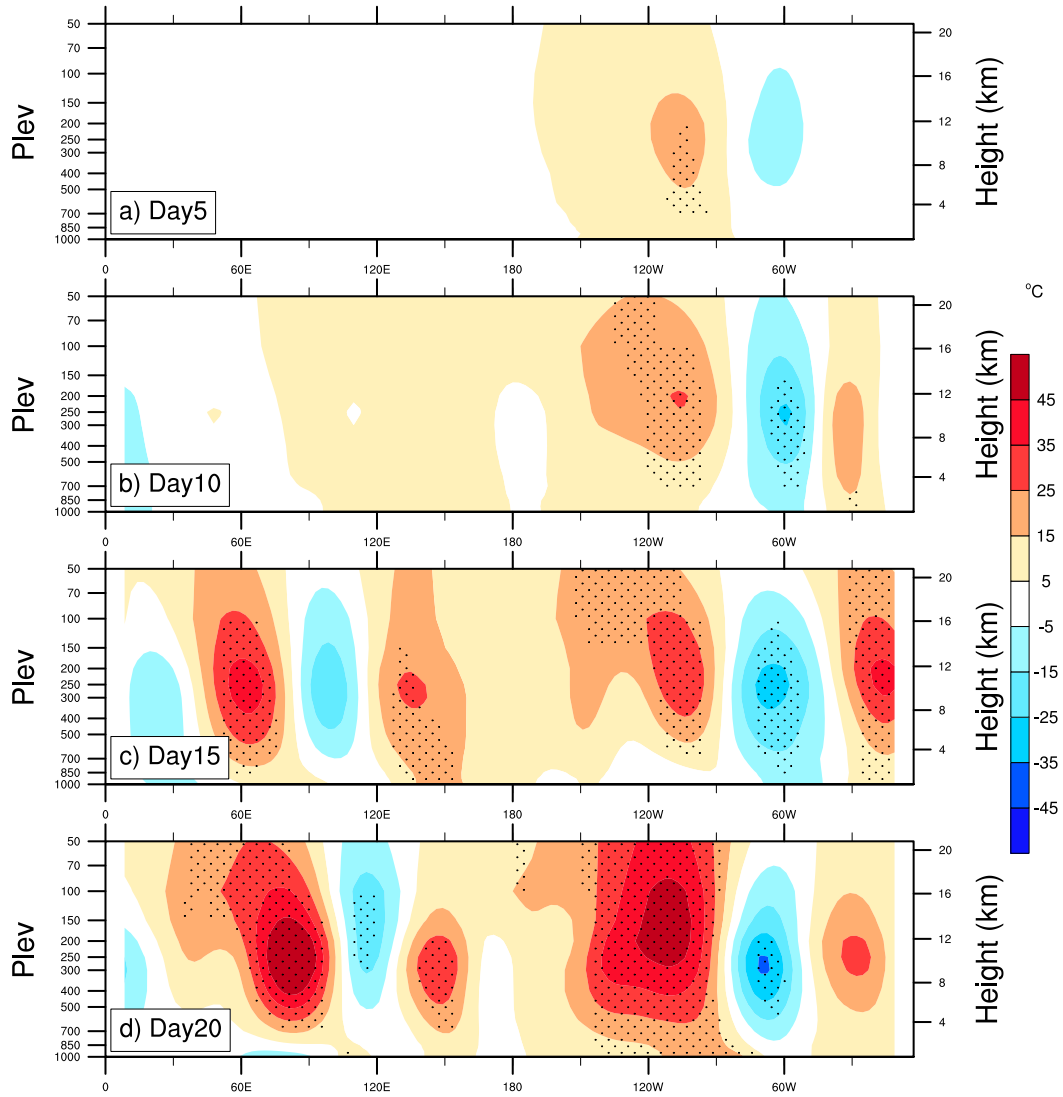 50
70
100
150
200
250
300
400
500
700
850
1000
Plev
20
16
12
8
4
Height (km)
a) Day5
0
60E
120E
180
120W
60W
50
70
100
150
200
250
300
400
500
700
850
1000
Plev
20
16
12
8
4
Height (km)
b) Day10
0
60E
120E
180
120W
60W
50
70
100
150
200
250
300
400
500
700
850
1000
Plev
20
16
12
8
4
Height (km)
c) Day15
0
60E
120E
180
120W
60W
50
70
100
150
200
300
400
500
700
1000
Plev
20
16
12
8
4
Height (km)
d) Day20
0
60E
120E
180
120W
60W
°C
45
35
25
15
5
-5
-15
-25
-35
-45